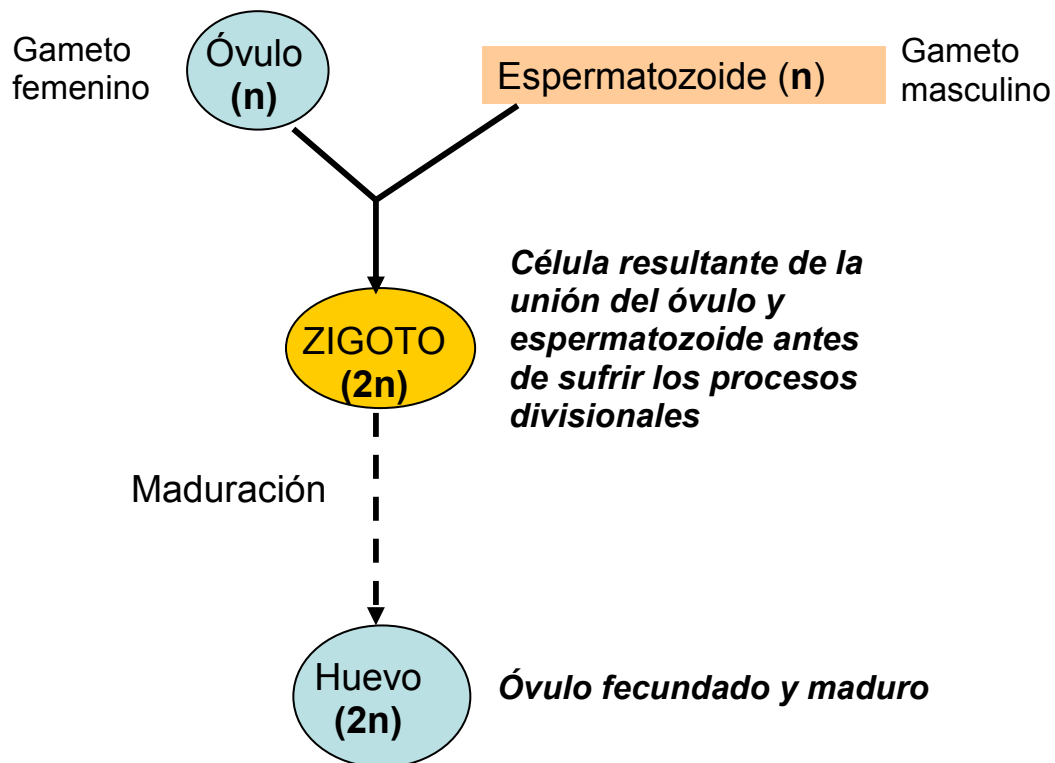 Gameto
femenino
Óvulo
(n)
Espermatozoide (n)
Gameto
masculino
ZIGOTO
(2n)
Célula resultante de la
unión del óvulo y
espermatozoide antes
de sufrir los procesos
divisionales
Maduración
Huevo
(2n)
Óvulo fecundado y maduro